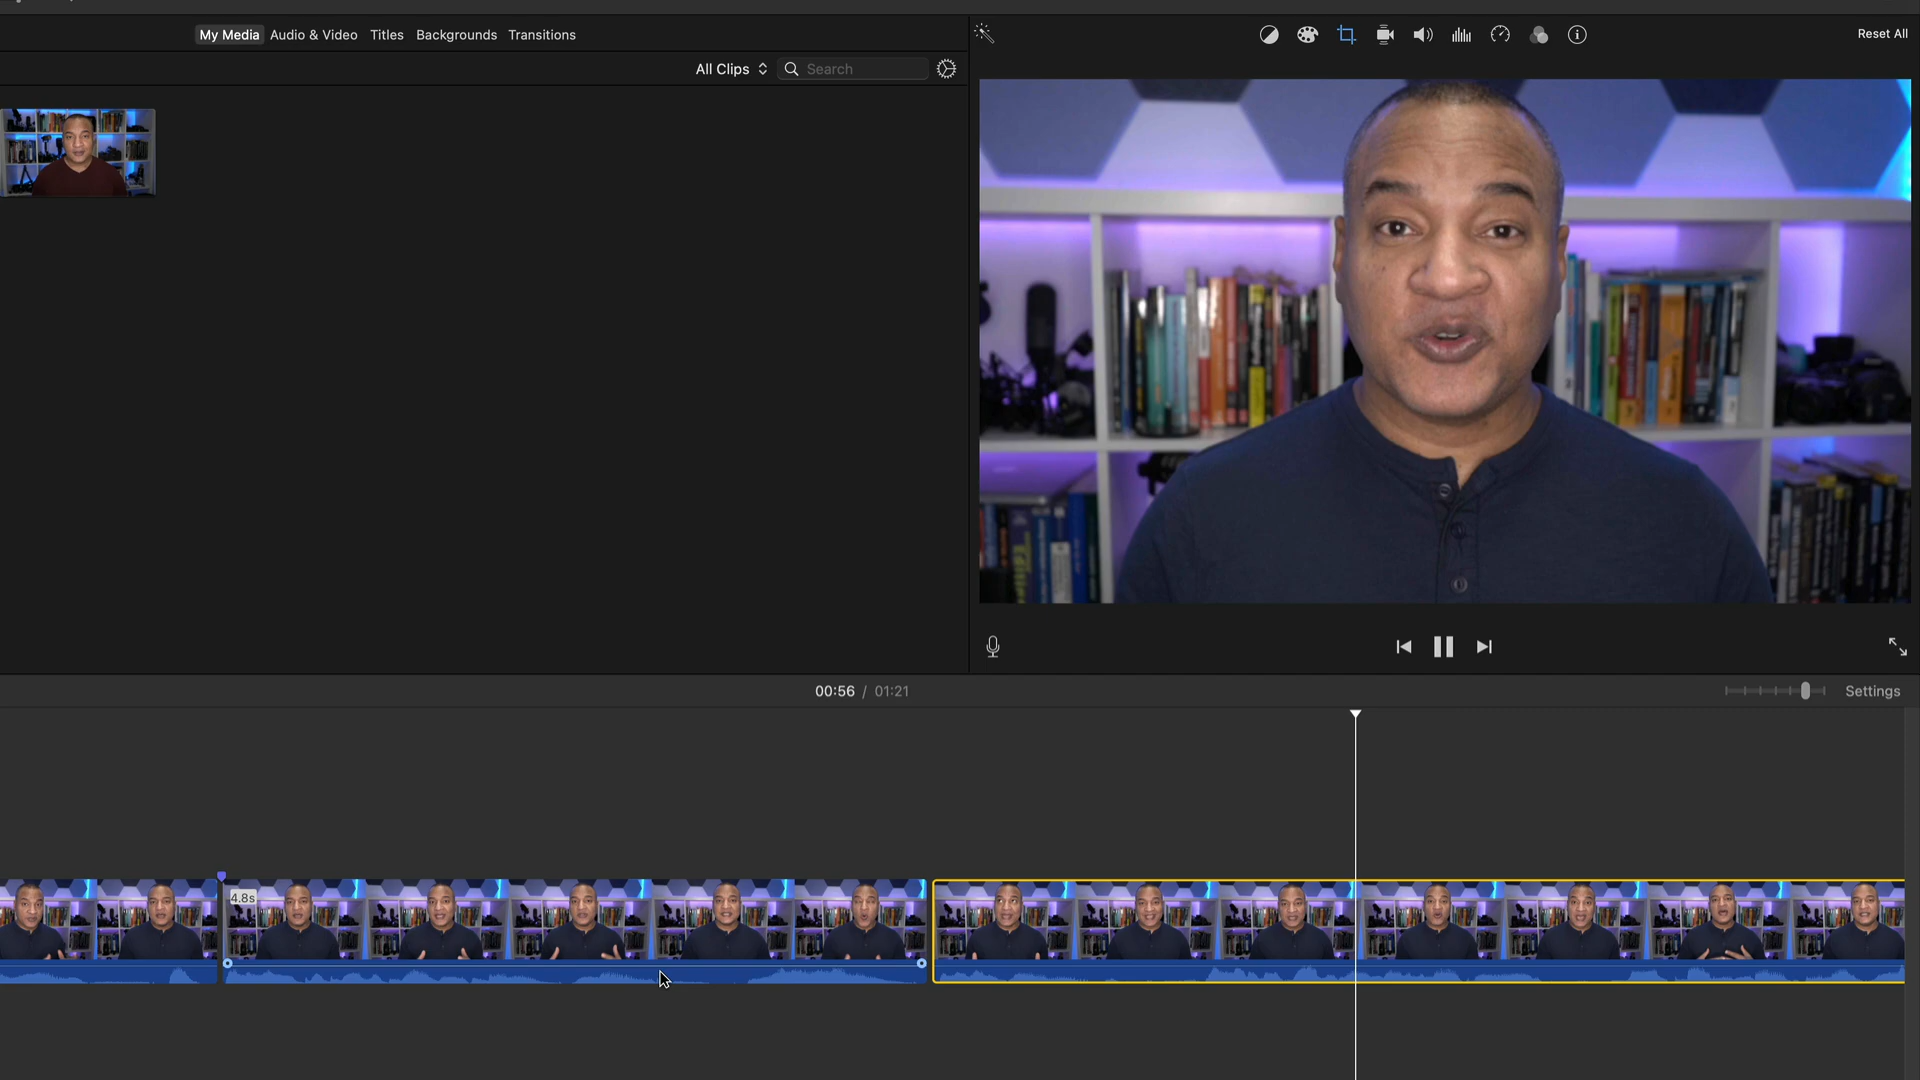 My Media Audio & Video Titles Backgrounds Transitions
Reset All
All Clips Search
00:56 / 01:21
Settings
4.8s